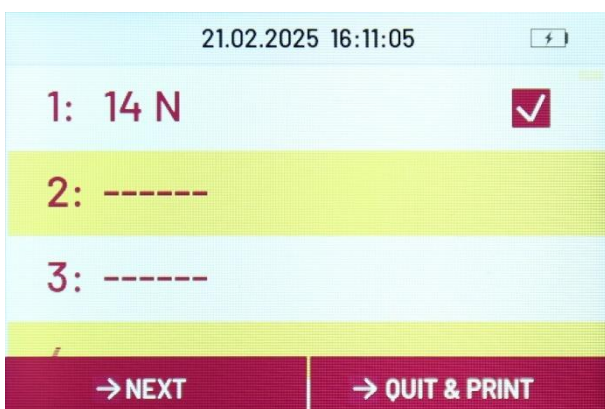 21.02.2025 16:11:05
1: 14 N
2: ------
3: ------
→NEXT
→ QUIT & PRINT